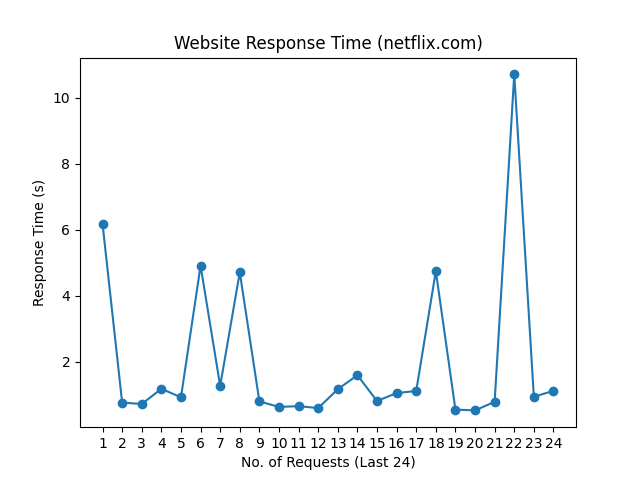 Website Response Time (netflix.com)
10
8
6
4
2
Response Time (s)
1 2 3 4 5 6 7 8 9 10 11 12 13 14 15 16 17 18 19 20 21 22 23 24
No. of Requests (Last 24)